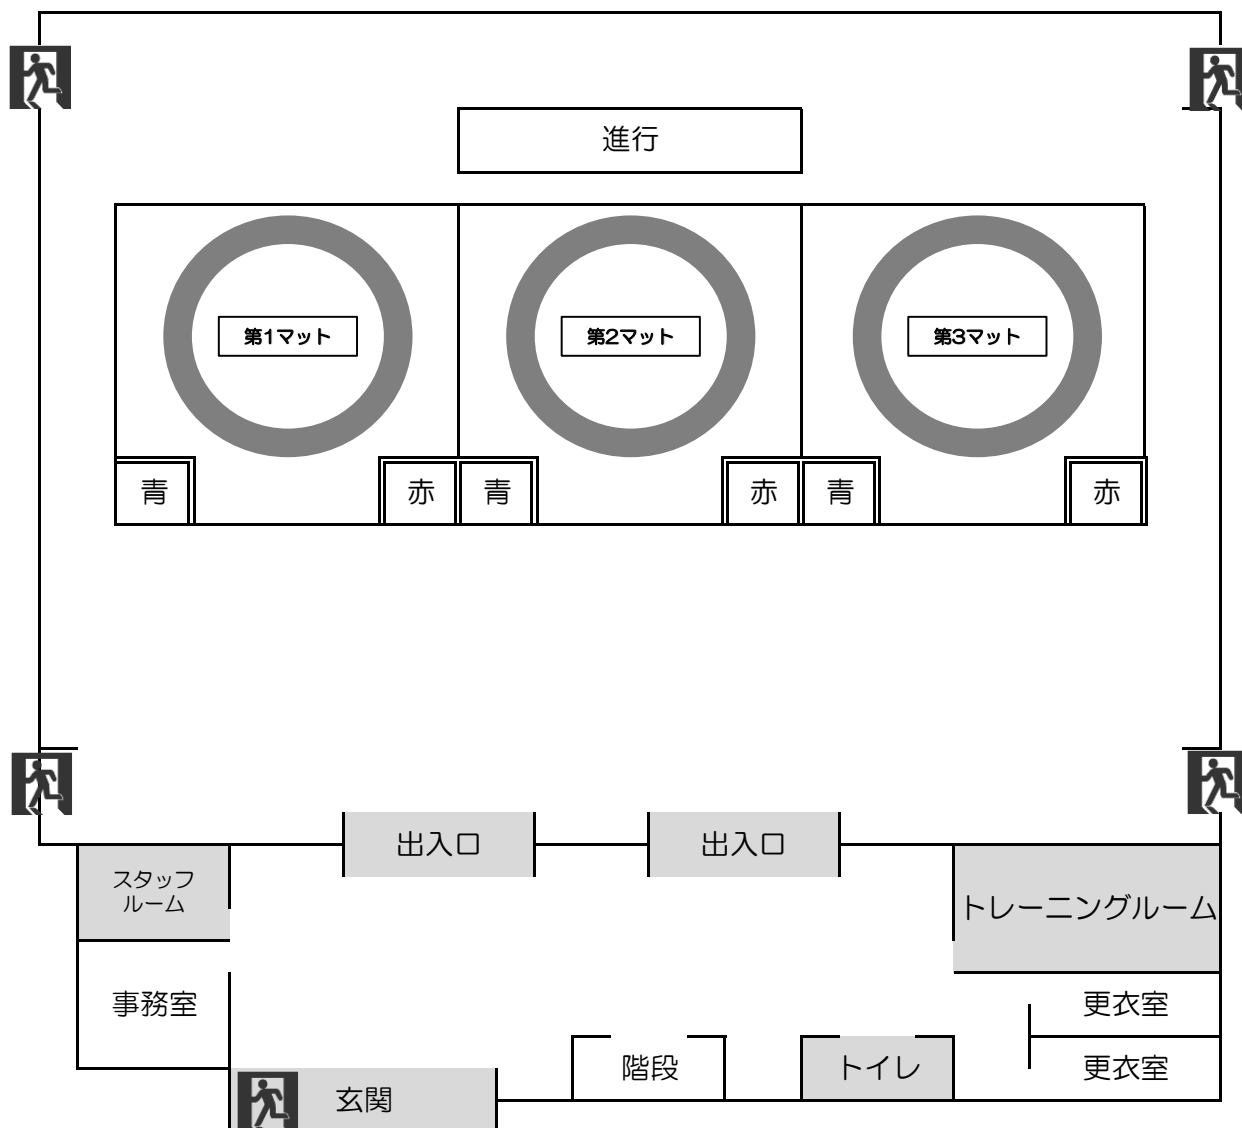 進行
第1マット
第2マット
第3マット
青
赤
青
赤
青
赤
出入口
出入口
スタッフ
ルーム
トレーニングルーム
事務室
更衣室
階段
トイレ
更衣室
玄関